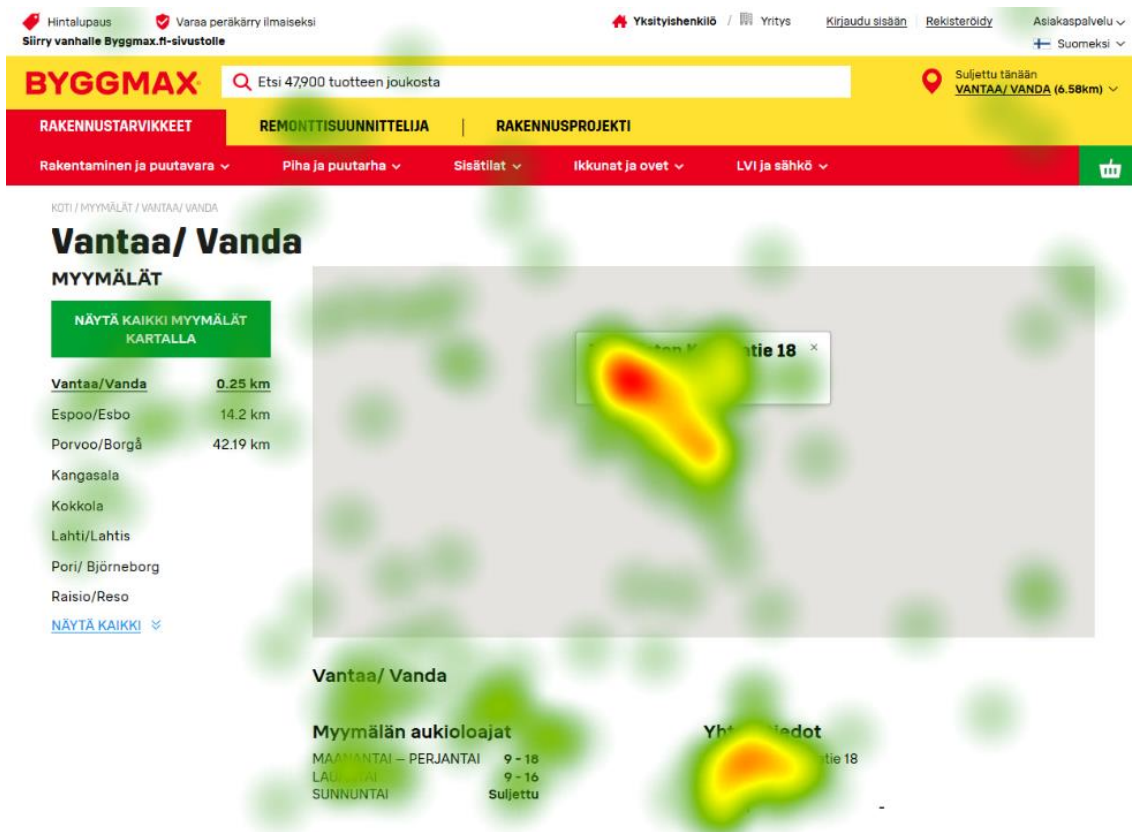 Hintalupaus Varaa peräkärry ilmaiseksi Yksityishenkilö / Yritys Kirjaudu sisään Rekisteröidy Asiakaspalvelu
Siirry vanhalle Byggmax.fi-sivustolle Suomeksi
BYGGMAX Etsi 47,900 tuotteen joukosta Suljettu tänään
VANTAA/ VANDA (6.58km)
RAKENNUSTARVIKKEET REMONTTISUUNNITTELIJA | RAKENNUSPROJEKTI
Rakentaminen ja puutavara Piha ja puutarha Sisätilat Ikkunat ja ovet LVI ja sähkö
KOTI / MYYMÄLÄT / VANTAA/ VANDA
Vantaa/ Vanda
MYYMÄLÄT
NÄYTÄ KAIKKI MYYMÄLÄT
KARTALLA
tie 18 ×
Vantaa/Vanda 0.25 km
Espoo/Esbo 14.2 km
Porvoo/Borgå 42.19 km
Kangasala
Kokkola
Lahti/Lahtis
Pori/ Björneborg
Raisio/Reso
NÄYTÄ KAIKKI
Vantaa/ Vanda
Myymälän aukioloajat
MAANANTAI – PERJANTAI 9 - 18
LAUANTAI 9 - 16
SUNNUNTAI Suljettu
Yhteystiedot
tie 18
-